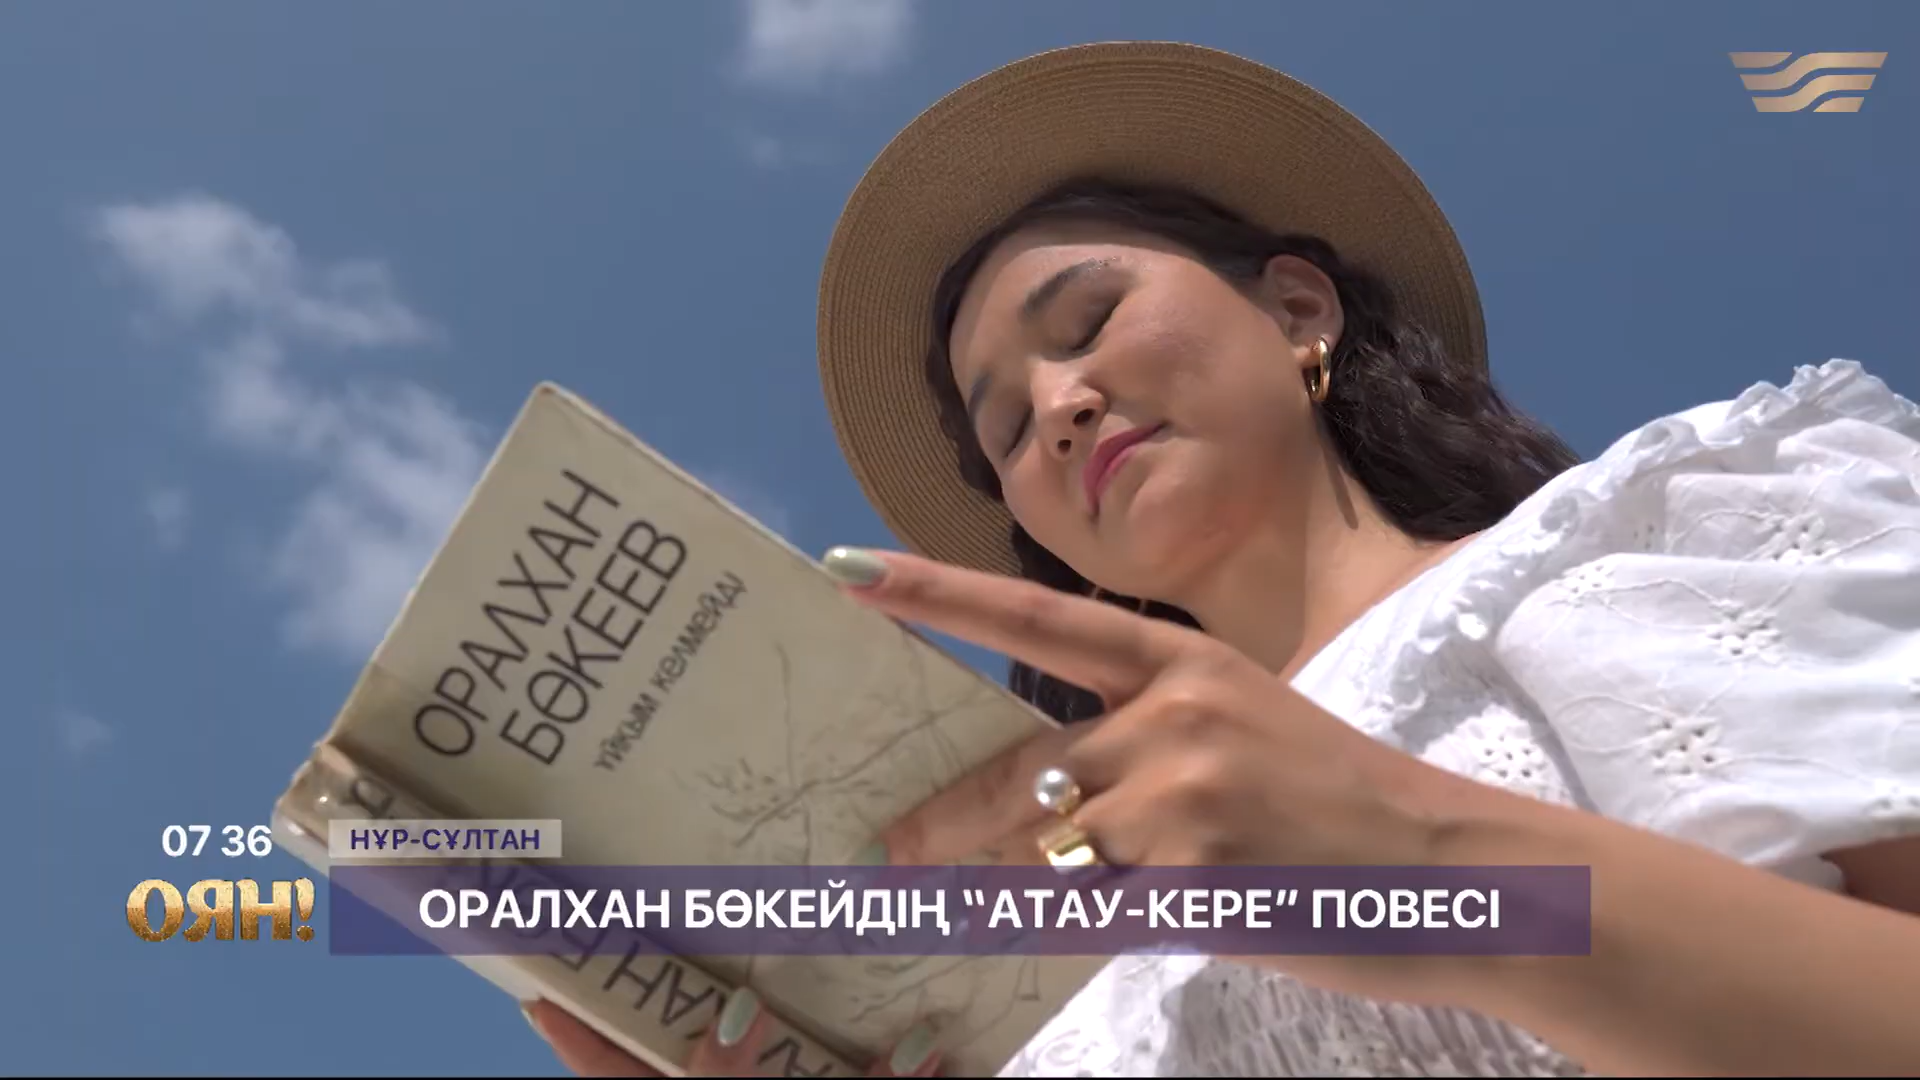 ОРАЛХАН
БӨКЕЕВ
ҮЙҚЫМ КЕЛМЕЙДІ
07 36
НҰР-СҰЛТАН
ОЯН!
ОРАЛХАН БӨКЕЙДІҢ “АТАУ-КЕРЕ” ПОВЕСІ